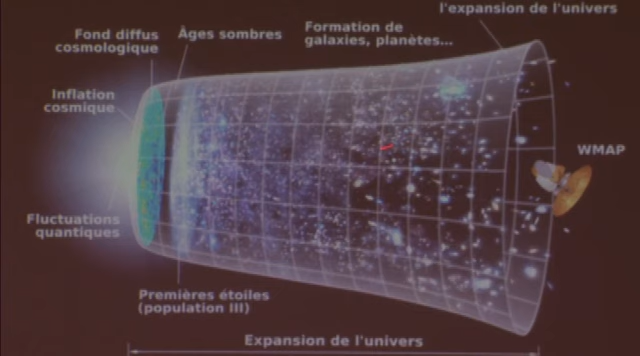 l'expansion de l'univers
Fond diffus
cosmologique
Âges sombres
Formation de
galaxies, planètes...
Inflation
cosmique
WMAP
Fluctuations
quantiques
Premières étoiles
(population III)
Expansion de l'univers